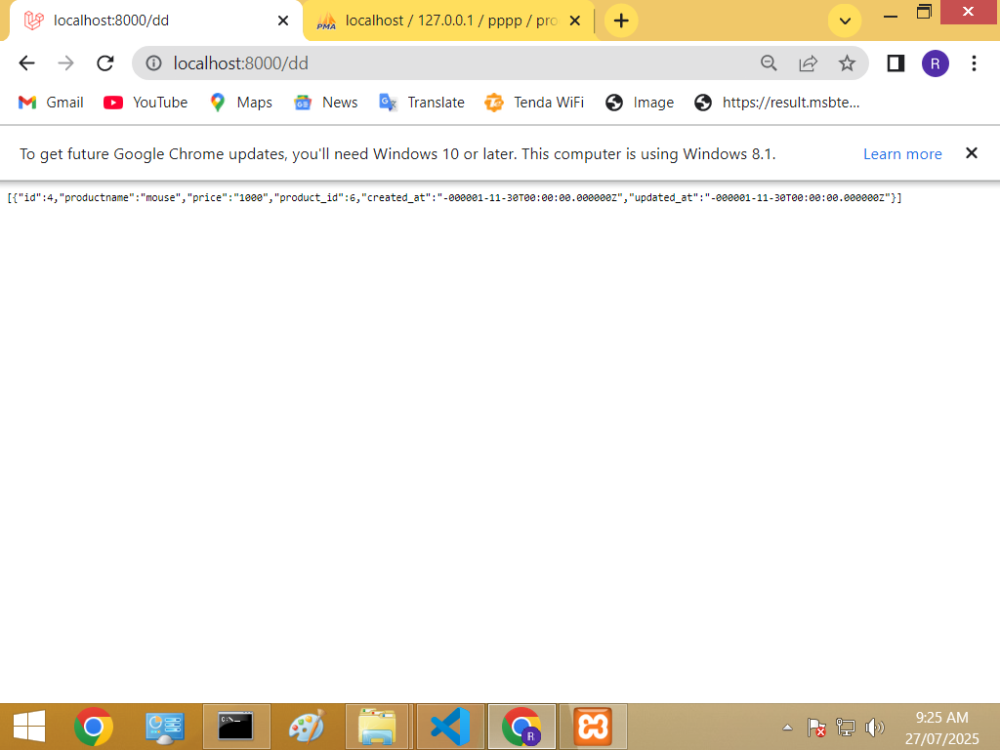 localhost:8000/dd
localhost / 127.0.0.1 / pppp / pro
localhost:8000/dd
R
Gmail
YouTube
Maps
News
Translate
Tenda WiFi
Image
https://result.msbte...
To get future Google Chrome updates, you'll need Windows 10 or later. This computer is using Windows 8.1.
Learn more
[{"id":4,"productname":"mouse","price":"1000","product_id":6,"created_at":"-000001-11-30T00:00:00.000000Z","updated_at":"-000001-11-30T00:00:00.000000Z"}]
9:25 AM
27/07/2025